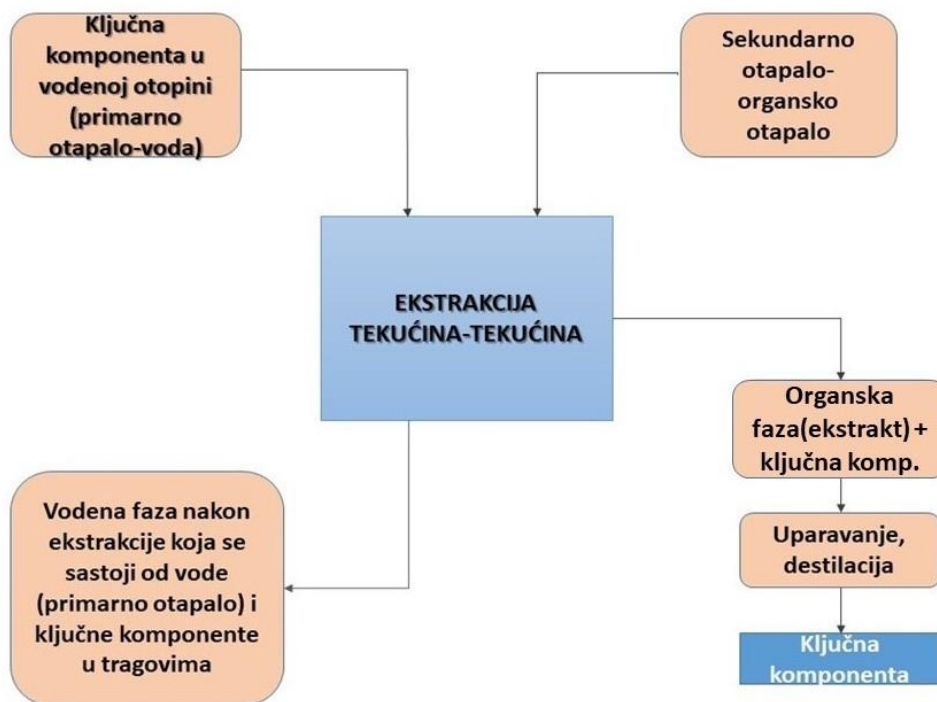 Ključna
komponenta u
vodenoj otopini
(primarno
otapalo-voda)
Sekundarno
otapalo-
organsko
otapalo
EKSTRAKCIJA
TEKUĆINA-TEKUĆINA
Organska
faza(ekstrakt) +
ključna komp.
Vodena faza nakon
ekstrakcije koja se
sastoji od vode
(primarno otapalo) i
ključne komponente
u tragovima
Uparavanje,
destilacija
Ključna
komponenta